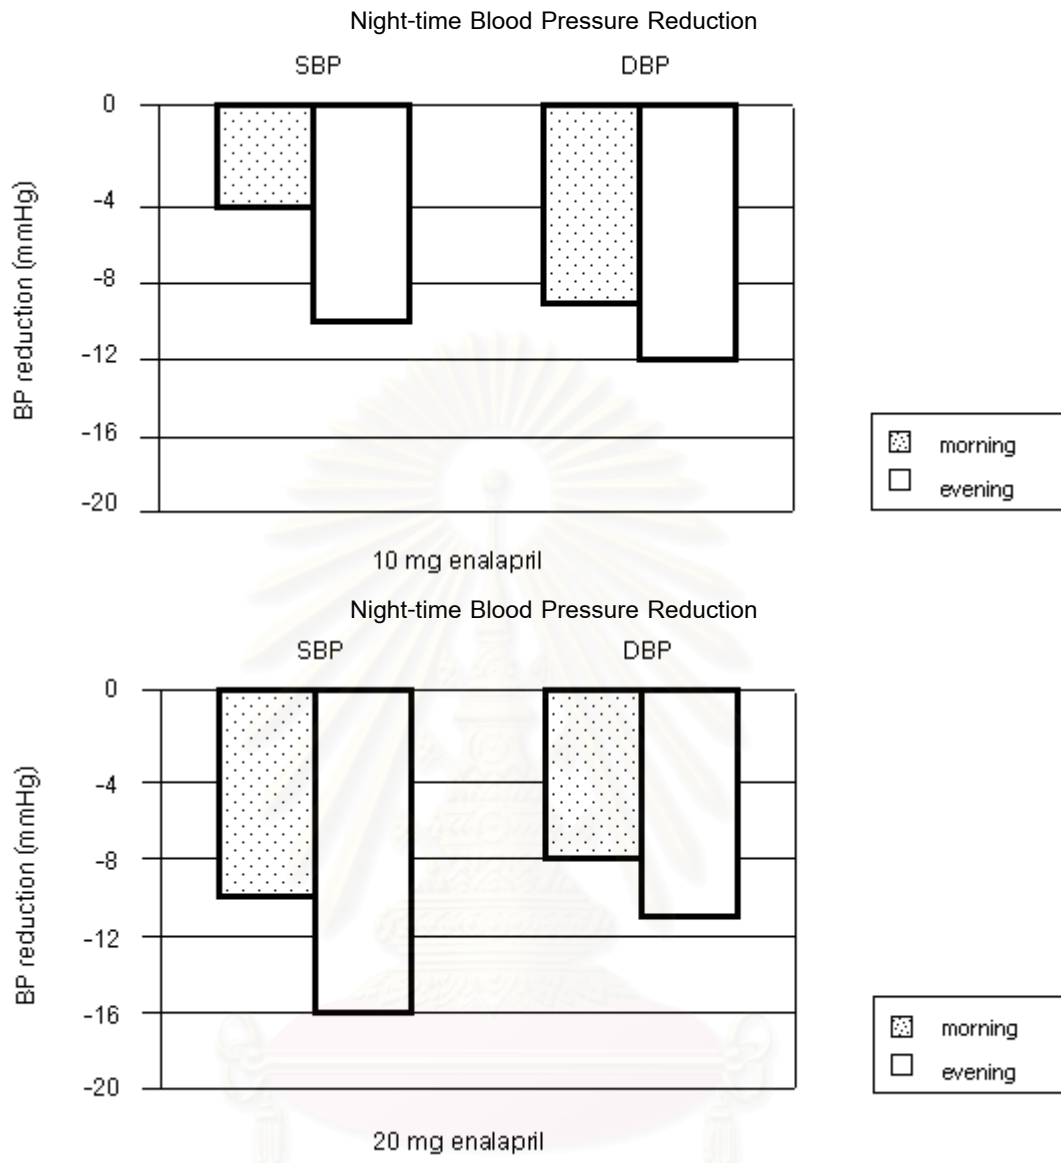 Night-time Blood Pressure Reduction
SBP DBP
0
-4
-8
-12
-16
-20
BP reduction (mmHg)
morning
evening
10 mg enalapril
Night-time Blood Pressure Reduction
SBP DBP
0
-4
-8
-12
-16
-20
BP reduction (mmHg)
morning
evening
20 mg enalapril